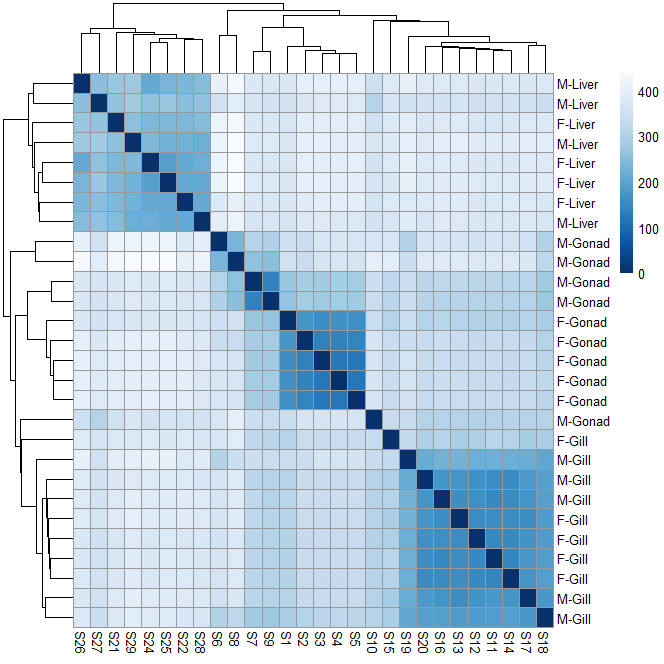 M-Liver
M-Liver
F-Liver
M-Liver
F-Liver
F-Liver
F-Liver
M-Liver
M-Gonad
M-Gonad
M-Gonad
M-Gonad
F-Gonad
F-Gonad
F-Gonad
F-Gonad
F-Gonad
M-Gonad
F-Gill
M-Gill
M-Gill
M-Gill
F-Gill
F-Gill
F-Gill
F-Gill
M-Gill
M-Gill
400
300
200
100
0
S26
S27
S21
S29
S24
S25
S22
S28
S6
S8
S7
S9
S1
S2
S3
S4
S5
S10
S15
S19
S20
S16
S13
S12
S11
S14
S17
S18